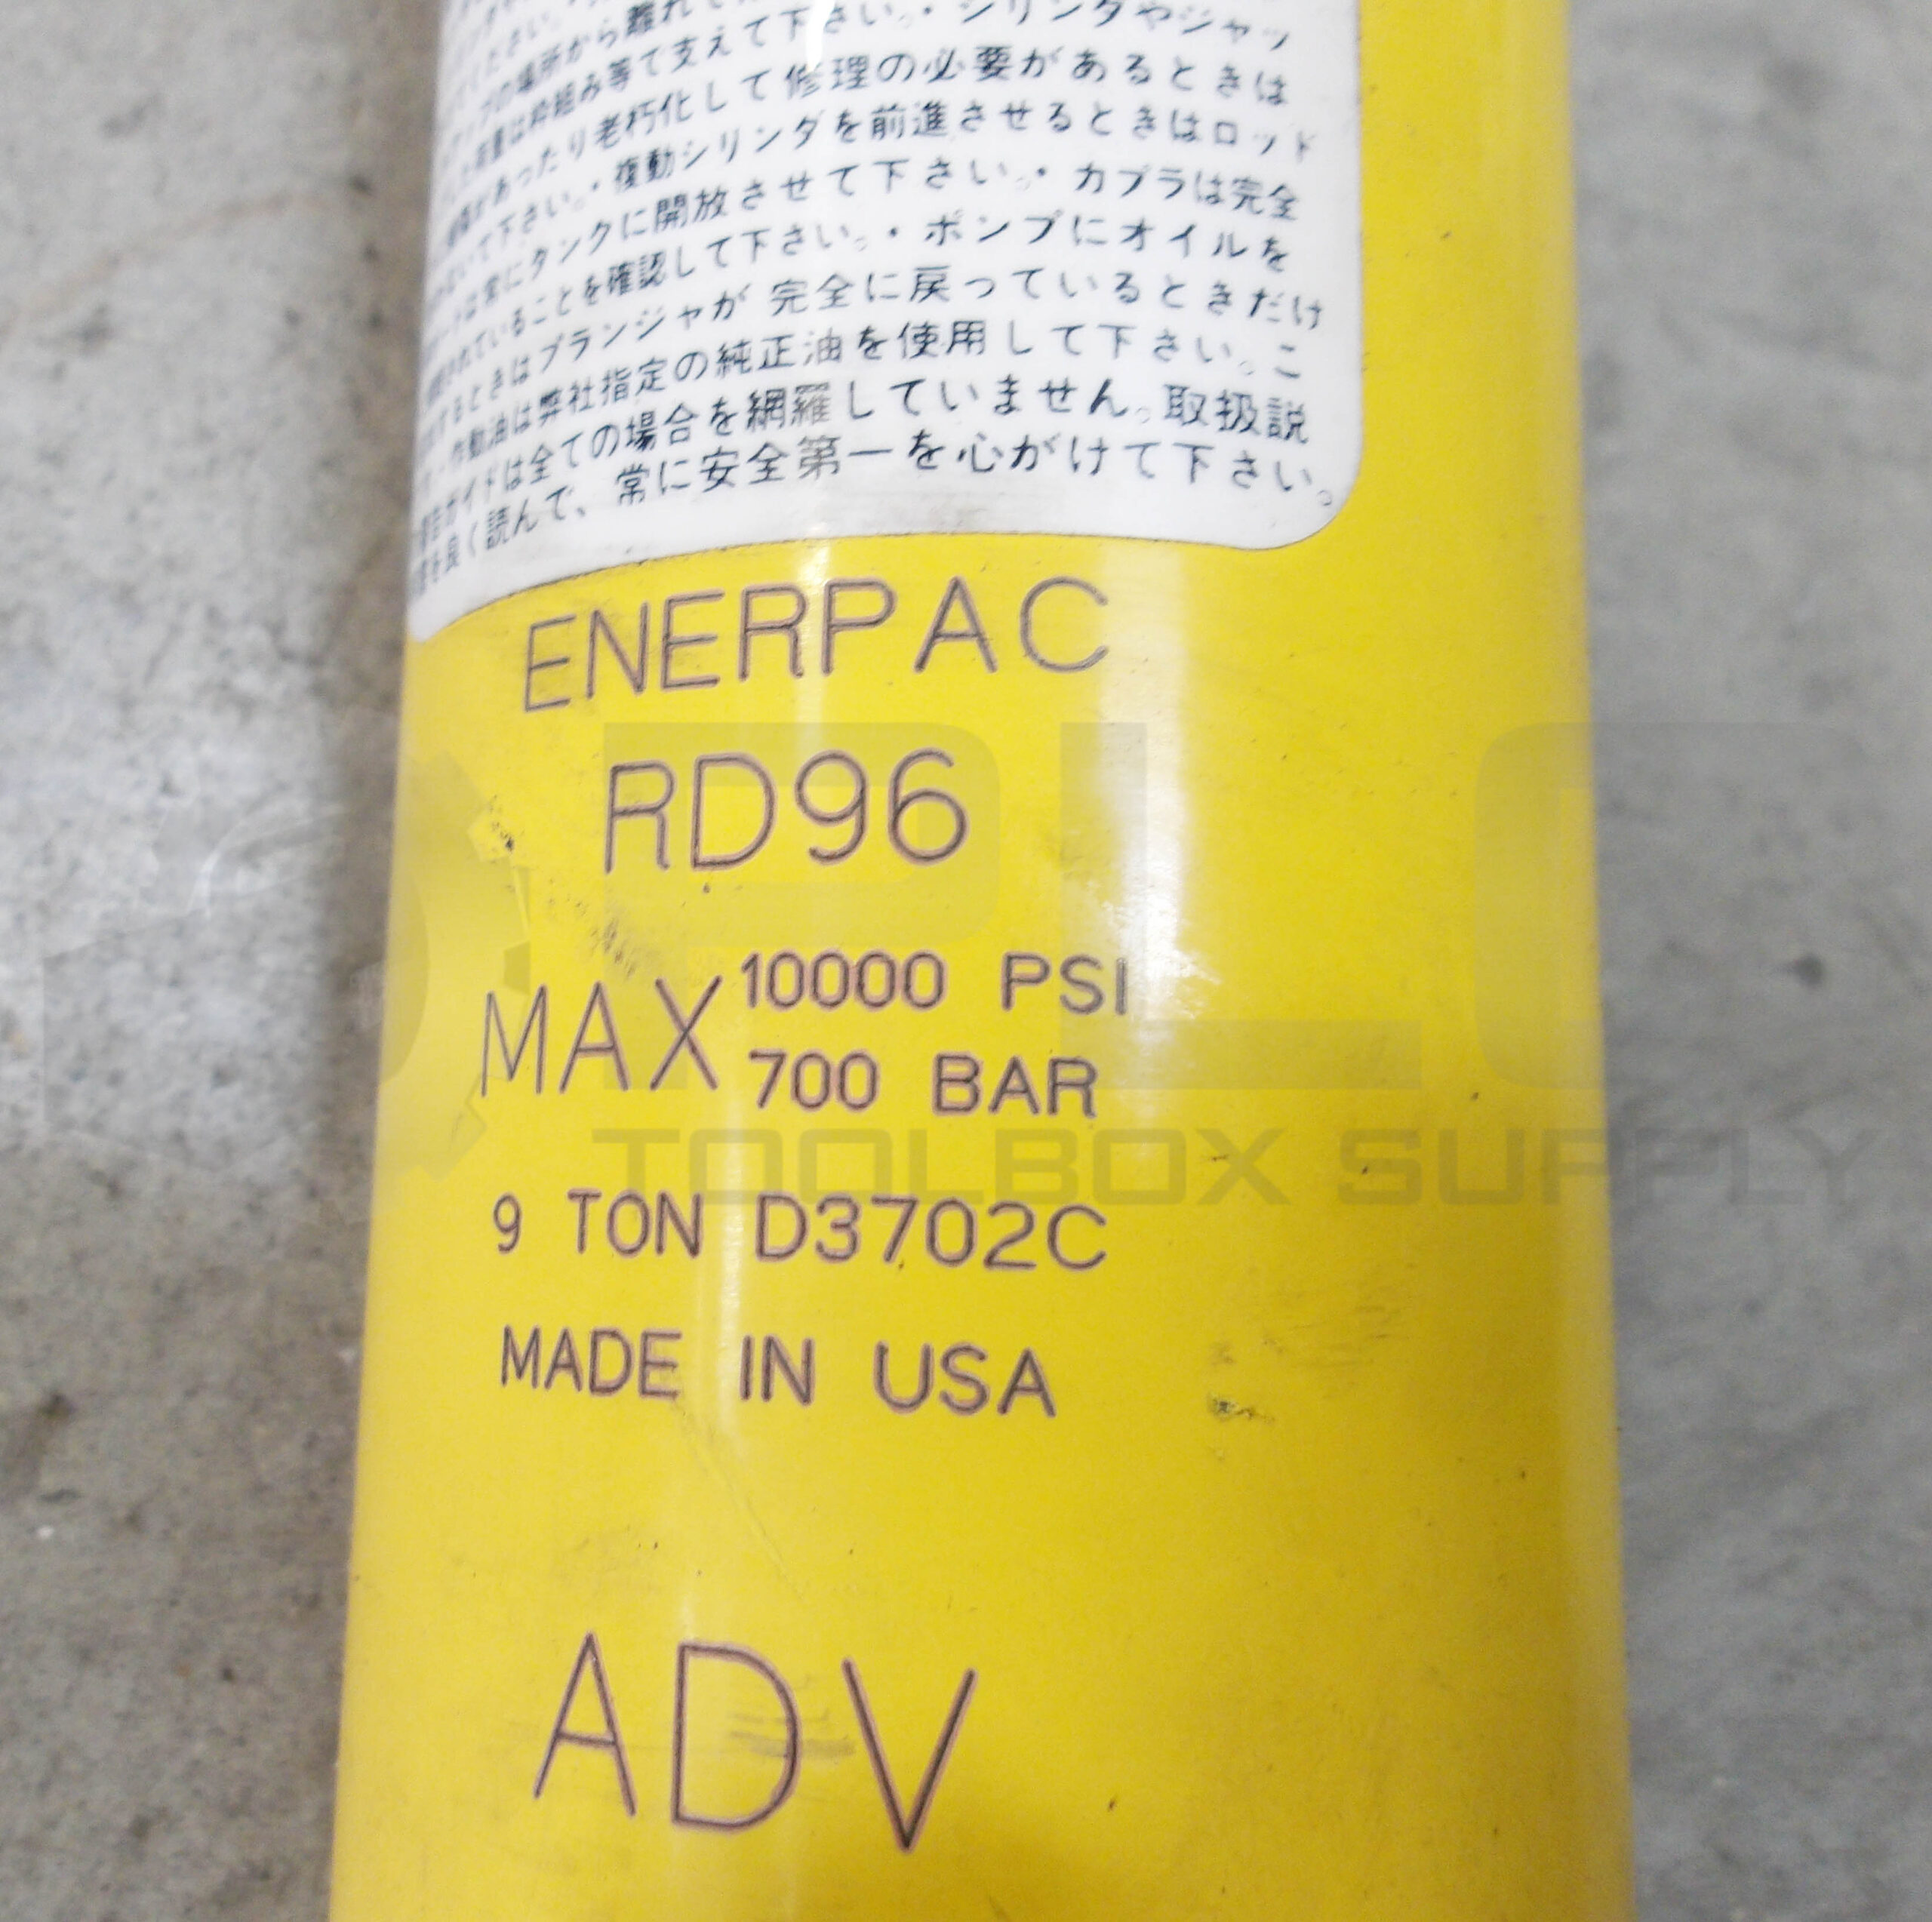 ください。
の場所から離れて
は枠組み等で支えて下さい。・シリンダやジャッ
があったり老朽化して修理の必要があるときは
いて下さい。・複動シリンダを前進させるときはロッド
は常にタンクに開放させて下さい。・カプラは完全
されていることを確認して下さい。・ポンプにオイルを
するときはプランジャが完全に戻っているときだけ
・作動油は弊社指定の純正油を使用して下さい。こ
ガイドは全ての場合を網羅していません。取扱説
を良く読んで、常に安全第一を心がけて下さい。
ENERPAC
RD96
MAX 10000 PSI
700 BAR
9 TON D3702C
MADE IN USA
ADV
PLC
TOOLBOX SUPPLY